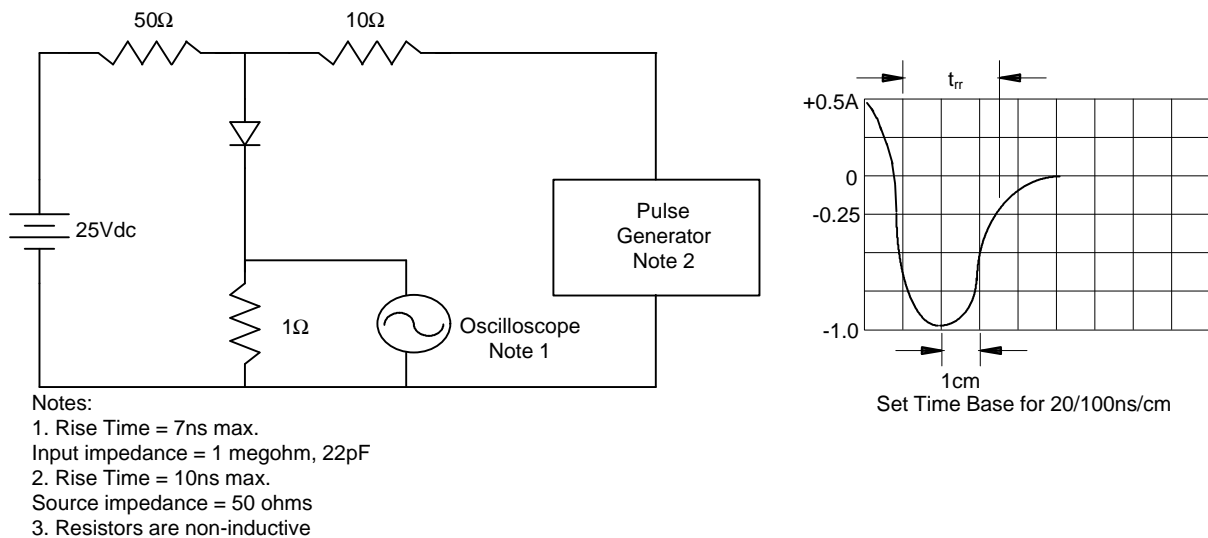 50Ω
10Ω
25Vdc
1Ω
Oscilloscope
Note 1
Pulse
Generator
Note 2
Notes:
1. Rise Time = 7ns max.
Input impedance = 1 megohm, 22pF
2. Rise Time = 10ns max.
Source impedance = 50 ohms
3. Resistors are non-inductive
trr
+0.5A
0
-0.25
-1.0
1cm
Set Time Base for 20/100ns/cm